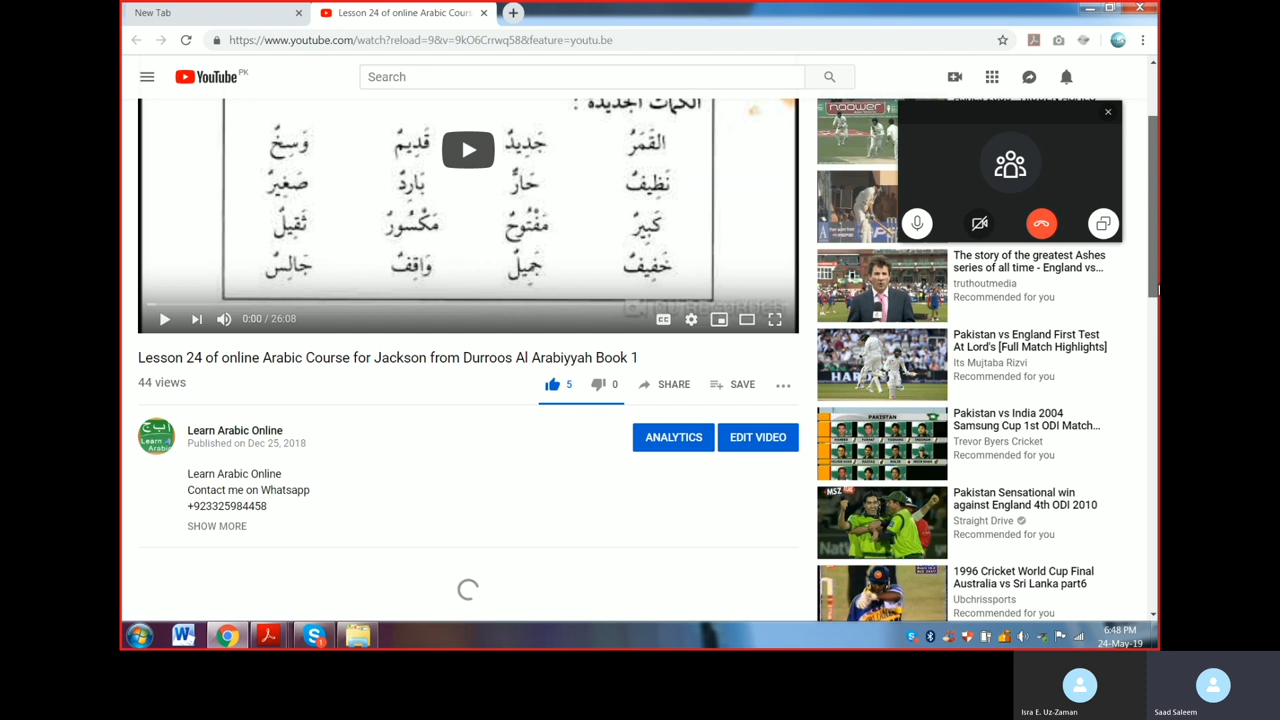 New Tab
Lesson 24 of online Arabic Cours
https://www.youtube.com/watch?reload=9&v=9kO6Crrwq58&feature=youtu.be
YouTube PK
Search
الكلمات الجديدة :
القَمَرُ جَدِيدٌ قَدِيمٌ وَسِخٌ
نَظِيفٌ حَارٌّ بَارِدٌ صَغِيرٌ
كَبِيرٌ مَفْتُوحٌ مَكْسُورٌ ثَقِيلٌ
خَفِيفٌ جَمِيلٌ وَاقِفٌ جَالِسٌ
0:00 / 26:08
Lesson 24 of online Arabic Course for Jackson from Durroos Al Arabiyyah Book 1
44 views
5
0
SHARE
SAVE
Learn Arabic Online
Published on Dec 25, 2018
ANALYTICS
EDIT VIDEO
Learn Arabic Online
Contact me on Whatsapp
+923325984458
SHOW MORE
The story of the greatest Ashes
series of all time - England vs...
truthoutmedia
Recommended for you
Pakistan vs England First Test
At Lord's [Full Match Highlights]
Its Mujtaba Rizvi
Recommended for you
PAKISTAN
Pakistan vs India 2004
Samsung Cup 1st ODI Match...
Trevor Byers Cricket
Recommended for you
Pakistan Sensational win
against England 4th ODI 2010
Straight Drive
Recommended for you
1996 Cricket World Cup Final
Australia vs Sri Lanka part6
Ubchrissports
Recommended for you
6:48 PM
24-May-19
Isra E. Uz-Zaman
Saad Saleem